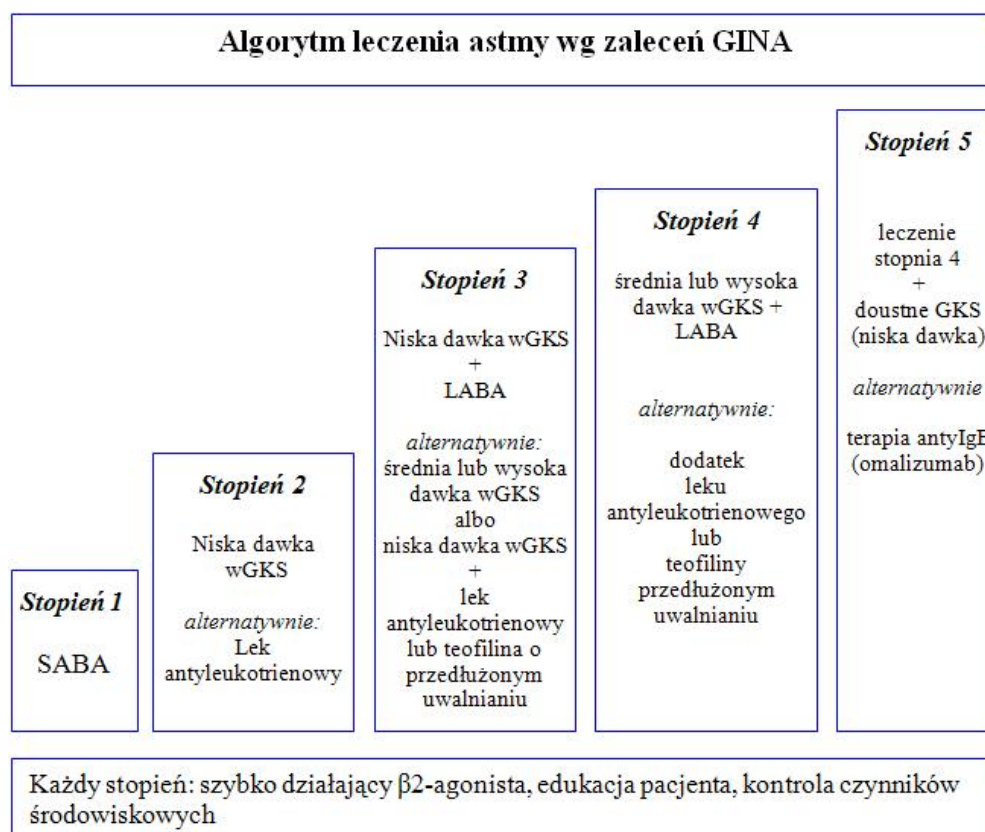 Algorytm leczenia astmy wg zaleceń GINA
Stopień 1
SABA
Stopień 2
Niska dawka
wGKS
alternatywnie:
Lek
antyleukotrienowy
Stopień 3
Niska dawka wGKS
+
LABA
alternatywnie:
średnia lub wysoka
dawka wGKS
albo
niska dawka wGKS
+
lek
antyleukotrienowy
lub teofilina o
przedłużonym
uwalnianiu
Stopień 4
średnia lub wysoka
dawka wGKS +
LABA
alternatywnie:
dodatek
leku
antyleukotrienowego
lub
teofiliny
przedłużonym
uwalnianiu
Stopień 5
leczenie
stopnia 4
+
doustne GKS
(niska dawka)
alternatywnie
terapia antyIgE
(omalizumab)
Każdy stopień: szybko działający β2-agonista, edukacja pacjenta, kontrola czynników
środowiskowych